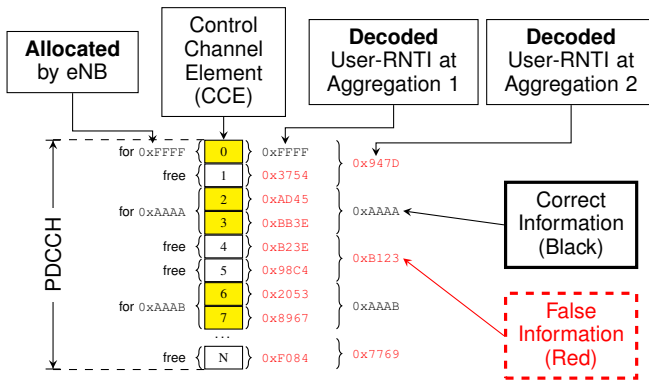 Allocated
by eNB
Control
Channel
Element
(CCE)
Decoded
User-RNTI at
Aggregation 1
Decoded
User-RNTI at
Aggregation 2
PDCCH
for 0xFFFF 0 0xFFFF
0x947D
free 1 0x3754
2 0xAD45
for 0xAAAA 0xAAAA
3 0xBB3E
free 4 0xB23E
0xB123
free 5 0x98C4
6 0x2053
for 0xAAAB 0xAAAB
7 0x8967
...
free N 0xF084 0x7769
Correct
Information
(Black)
False
Information
(Red)